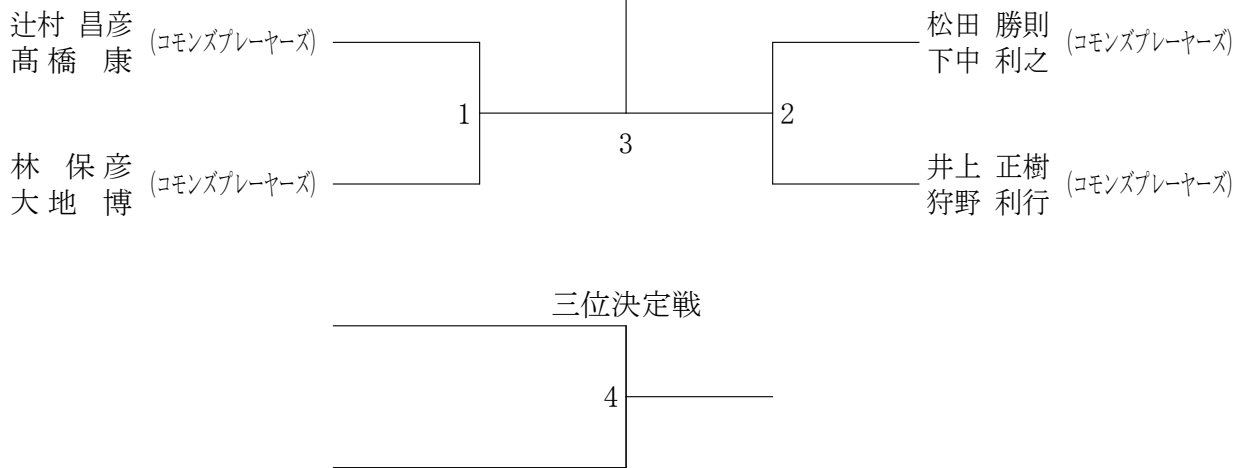 辻村 昌彦
髙橋 康
(コモンズプレーヤーズ)
松田 勝則
下中 利之
(コモンズプレーヤーズ)
1
2
3
林 保彦
大地 博
(コモンズプレーヤーズ)
井上 正樹
狩野 利行
(コモンズプレーヤーズ)
三位決定戦
4